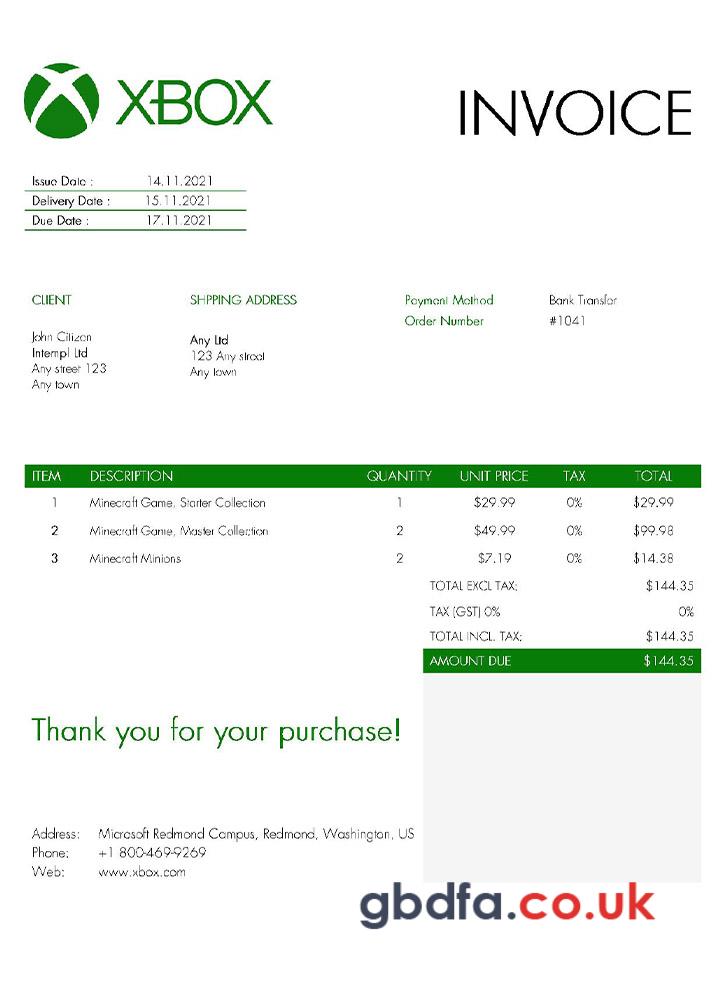 XBOX
INVOICE
Issue Date : 14.11.2021
Delivery Date : 15.11.2021
Due Date : 17.11.2021
CLIENT
John Citizen
Intempl Ltd
Any street 123
Any town
SHPPING ADDRESS
Any Ltd
123 Any street
Any town
Payment Method Bank Transfer
Order Number #1041
ITEM DESCRIPTION QUANTITY UNIT PRICE TAX TOTAL
1 Minecraft Game, Starter Collection 1 $29.99 0% $29.99
2 Minecraft Game, Master Collection 2 $49.99 0% $99.98
3 Minecraft Minions 2 $7.19 0% $14.38
TOTAL EXCL TAX: $144.35
TAX (GST) 0% 0%
TOTAL INCL. TAX: $144.35
AMOUNT DUE $144.35
Thank you for your purchase!
Address: Microsoft Redmond Campus, Redmond, Washington, US
Phone: +1 800-469-9269
Web: www.xbox.com
gbdfa.co.uk